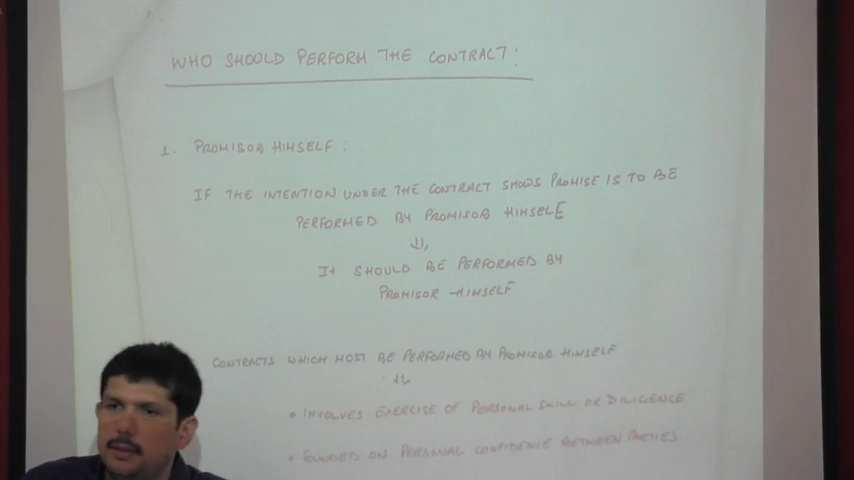 WHO SHOULD PERFORM THE CONTRACT:
1. PROMISOR HIMSELF:
IF THE INTENTION UNDER THE CONTRACT SHOWS PROMISE IS TO BE
PERFORMED BY PROMISOR HIMSELF
It SHOULD BE PERFORMED BY
PROMISOR HIMSELF
CONTRACTS WHICH MUST BE PERFORMED BY PROMISOR HIMSELF
• INVOLVES EXERCISE OF PERSONAL SKILL OR DILIGENCE
• FOUNDED ON PERSONAL CONFIDENCE BETWEEN PARTIES